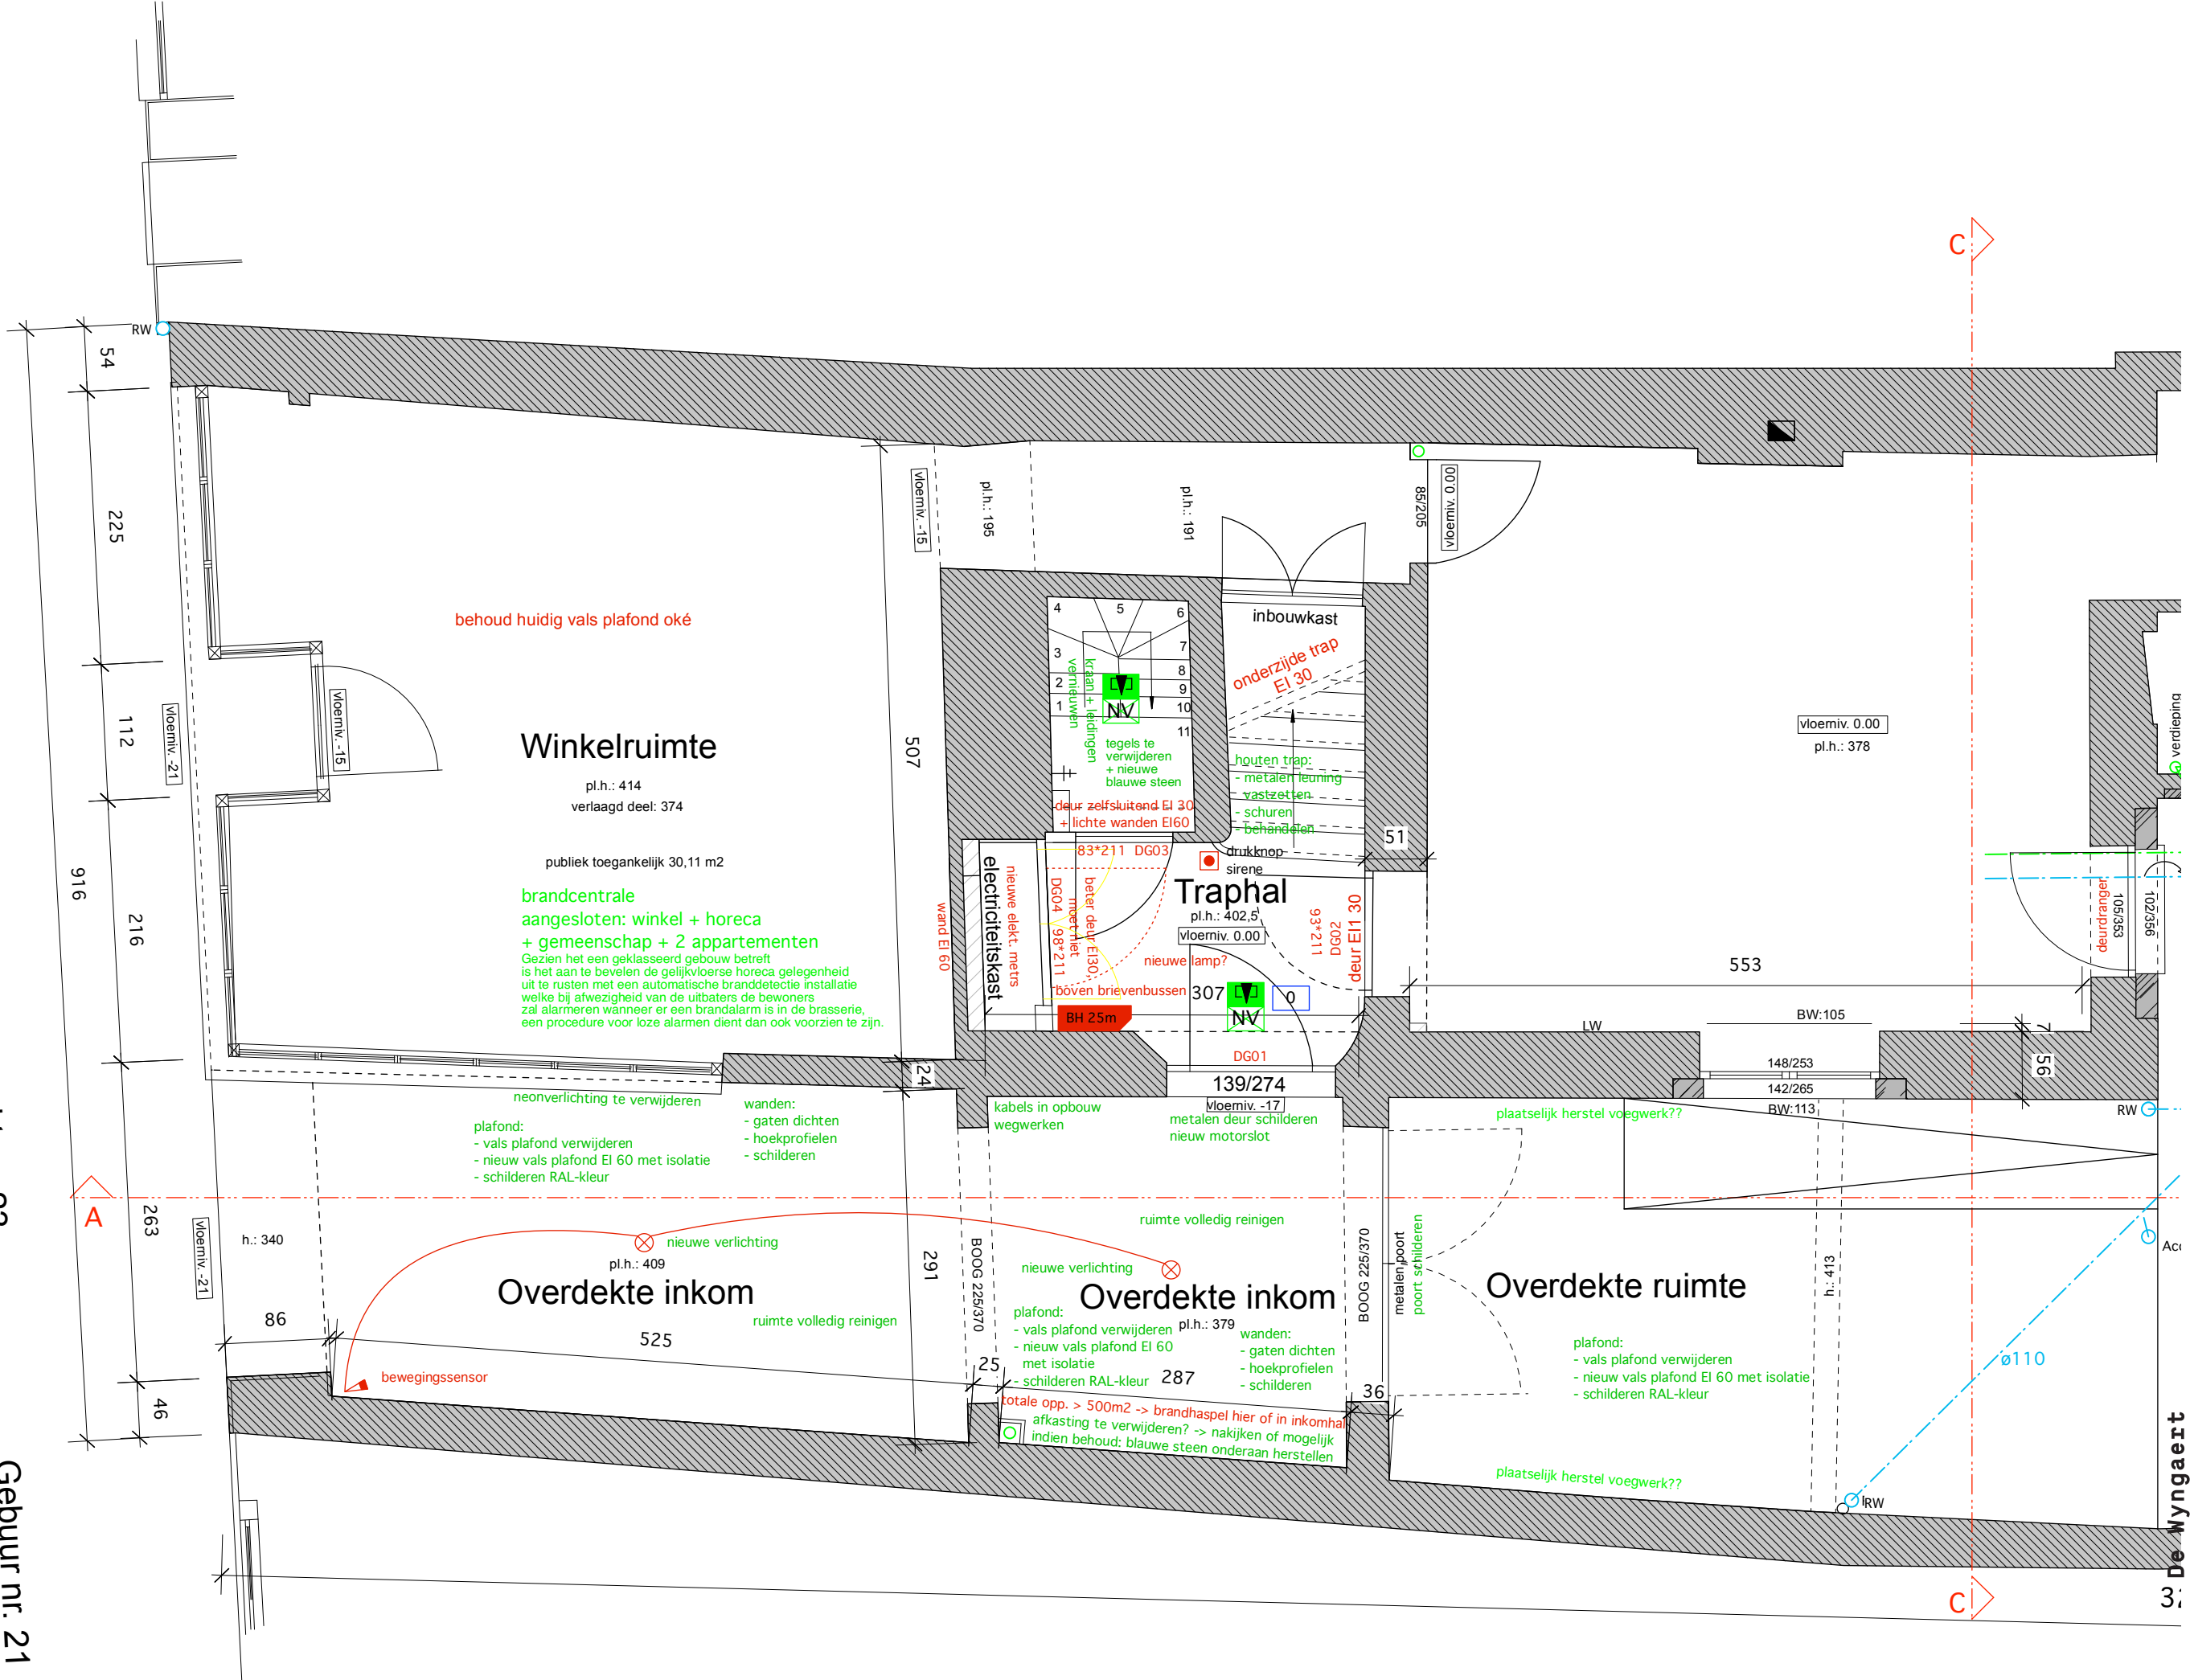 C
RW
54
225
112
216
916
263
46
vloerniv. -21
vloerniv. -15
behoud huidig vals plafond oké
Winkelruimte
pl.h.: 414
verlaagd deel: 374
publiek toegankelijk 30,11 m2
brandcentrale
aangesloten: winkel + horeca
+ gemeenschap + 2 appartementen
Gezien het een geklasseerd gebouw betreft
is het aan te bevelen de gelijkvloerse horeca gelegenheid
uit te rusten met een automatische branddetectie installatie
welke bij afwezigheid van de uitbaters de bewoners
zal alarmeren wanneer er een brandalarm is in de brasserie,
een procedure voor loze alarmen dient dan ook voorzien te zijn.
507
vloerniv. -15
pl.h.: 195
pl.h.: 191
85/205
vloerniv. 0.00
inbouwkast
onderzijde trap
EI 30
4
5
6
3
7
2
8
9
1
10
11
kraan + leidingen
vernieuwen
NV
tegels te
verwijderen
+ nieuwe
blauwe steen
deur zelfsluitend EI 30
+ lichte wanden EI60
houten trap:
- metalen leuning
vastzetten
- schuren
- behandelen
51
83*211 DG03
drukknop
sirene
Traphal
pl.h.: 402,5
vloerniv. 0.00
wand EI 60
electriciteitskast
nieuwe elekt. metrs
DG04 98*211
moet niet
beter deur EI30,
nieuwe lamp?
boven brievenbussen
307
NV
0
BH 25m
93*211
DG02
deur EI1 30
DG01
139/274
vloerniv. -17
24
vloerniv. 0.00
pl.h.: 378
553
verdieping
deurdranger
105/353
102/356
LW
BW:105
148/253
142/265
BW:113
7
56
RW
neonverlichting te verwijderen
plafond:
- vals plafond verwijderen
- nieuw vals plafond EI 60 met isolatie
- schilderen RAL-kleur
wanden:
- gaten dichten
- hoekprofielen
- schilderen
kabels in opbouw
wegwerken
metalen deur schilderen
nieuw motorslot
plaatselijk herstel voegwerk??
A
vloerniv. -21
h.: 340
nieuwe verlichting
pl.h.: 409
Overdekte inkom
ruimte volledig reinigen
86
525
bewegingssensor
291
BOOG 225/370
25
ruimte volledig reinigen
nieuwe verlichting
Overdekte inkom
pl.h.: 379
plafond:
- vals plafond verwijderen
- nieuw vals plafond EI 60
met isolatie
- schilderen RAL-kleur
wanden:
- gaten dichten
- hoekprofielen
- schilderen
287
36
totale opp. > 500m2 -> brandhaspel hier of in inkomhal
afkasting te verwijderen? -> nakijken of mogelijk
indien behoud: blauwe steen onderaan herstellen
BOOG 225/370
metalen poort
poort schilderen
Overdekte ruimte
h.: 413
plafond:
- vals plafond verwijderen
- nieuw vals plafond EI 60 met isolatie
- schilderen RAL-kleur
ø110
plaatselijk herstel voegwerk??
RW
De Wyngaert
C
Gebuur nr. 21